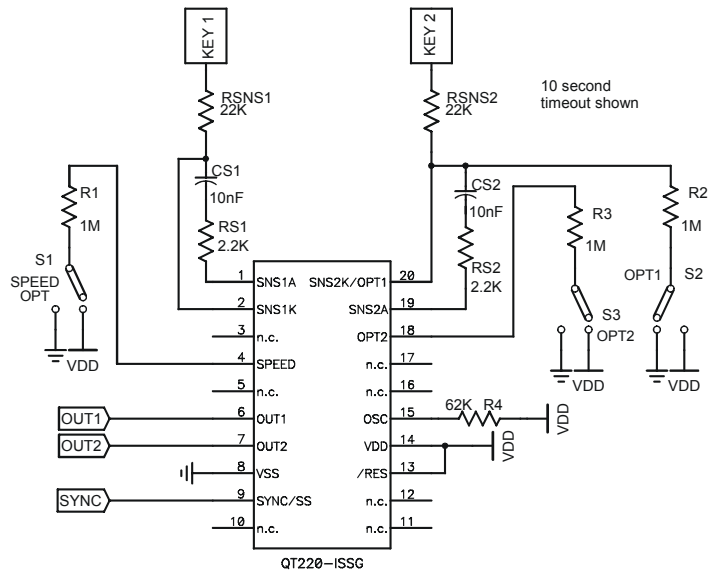 KEY 1
KEY 2
10 second
timeout shown
RSNS1
22K
RSNS2
22K
CS1
10nF
CS2
10nF
R1
1M
R2
1M
R3
1M
RS1
2.2K
RS2
2.2K
S1
SPEED
OPT
OPT1
S2
S3
OPT2
VDD
VDD
VDD
1 SNS1A SNS2K/OPT1 20
2 SNS1K SNS2A 19
3 n.c. OPT2 18
4 SPEED n.c. 17
5 n.c. n.c. 16
OUT1 6 OUT1 OSC 15 62K R4 VDD
OUT2 7 OUT2 VDD 14 VDD
8 VSS /RES 13
SYNC 9 SYNC/SS n.c. 12
10 n.c. n.c. 11
QT220-ISSG